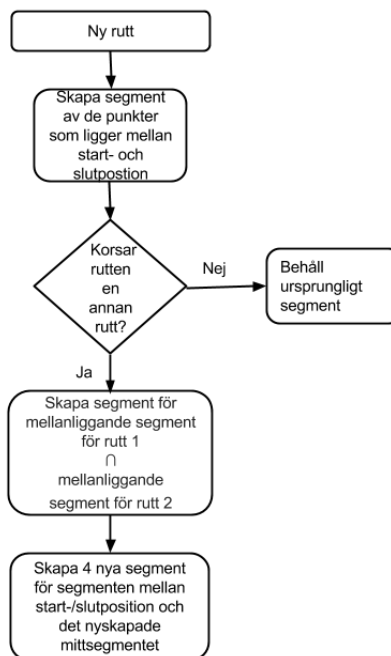 Ny rutt
Skapa segment
av de punkter
som ligger mellan
start- och
slutpostion
Korsar
rutten
en
annan
rutt?
Nej
Behåll
ursprungligt
segment
Ja
Skapa segment för
mellanliggande segment
för rutt 1
∩
mellanliggande
segment för rutt 2
Skapa 4 nya segment
för segmenten mellan
start-/slutposition och
det nyskapade
mittsegmentet